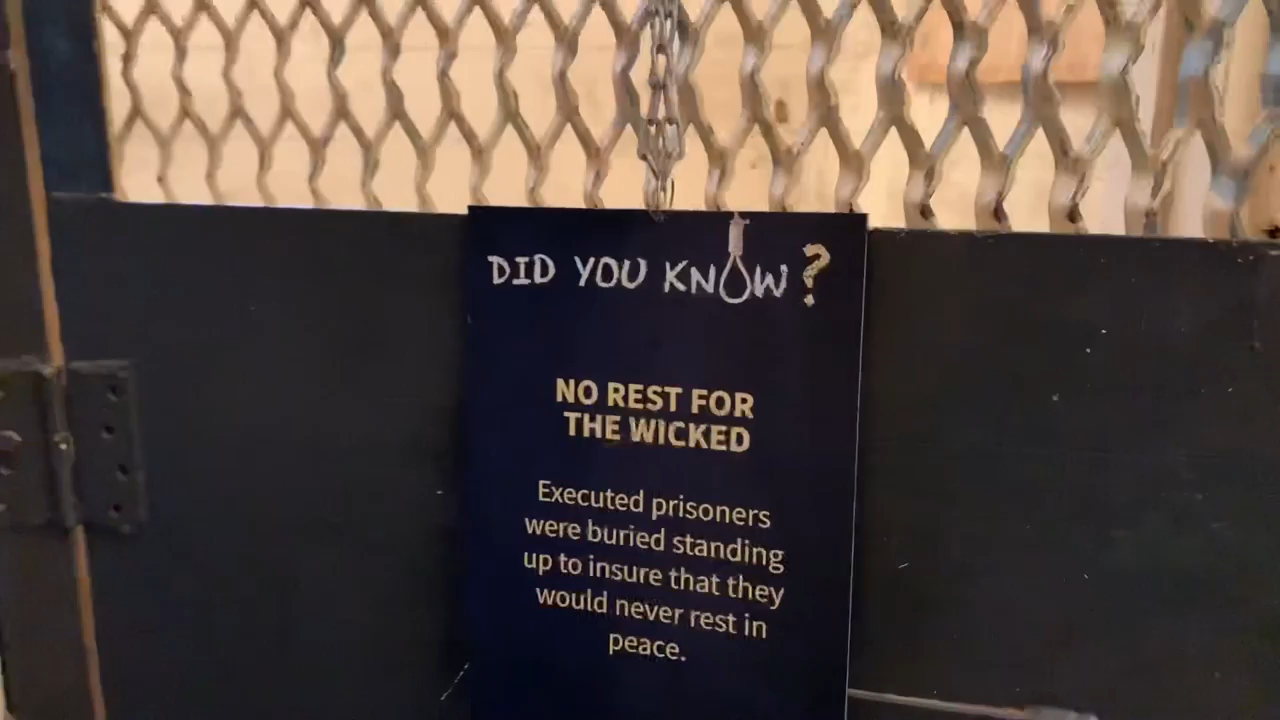 DID YOU KNOW?
NO REST FOR
THE WICKED
Executed prisoners
were buried standing
up to insure that they
would never rest in
peace.